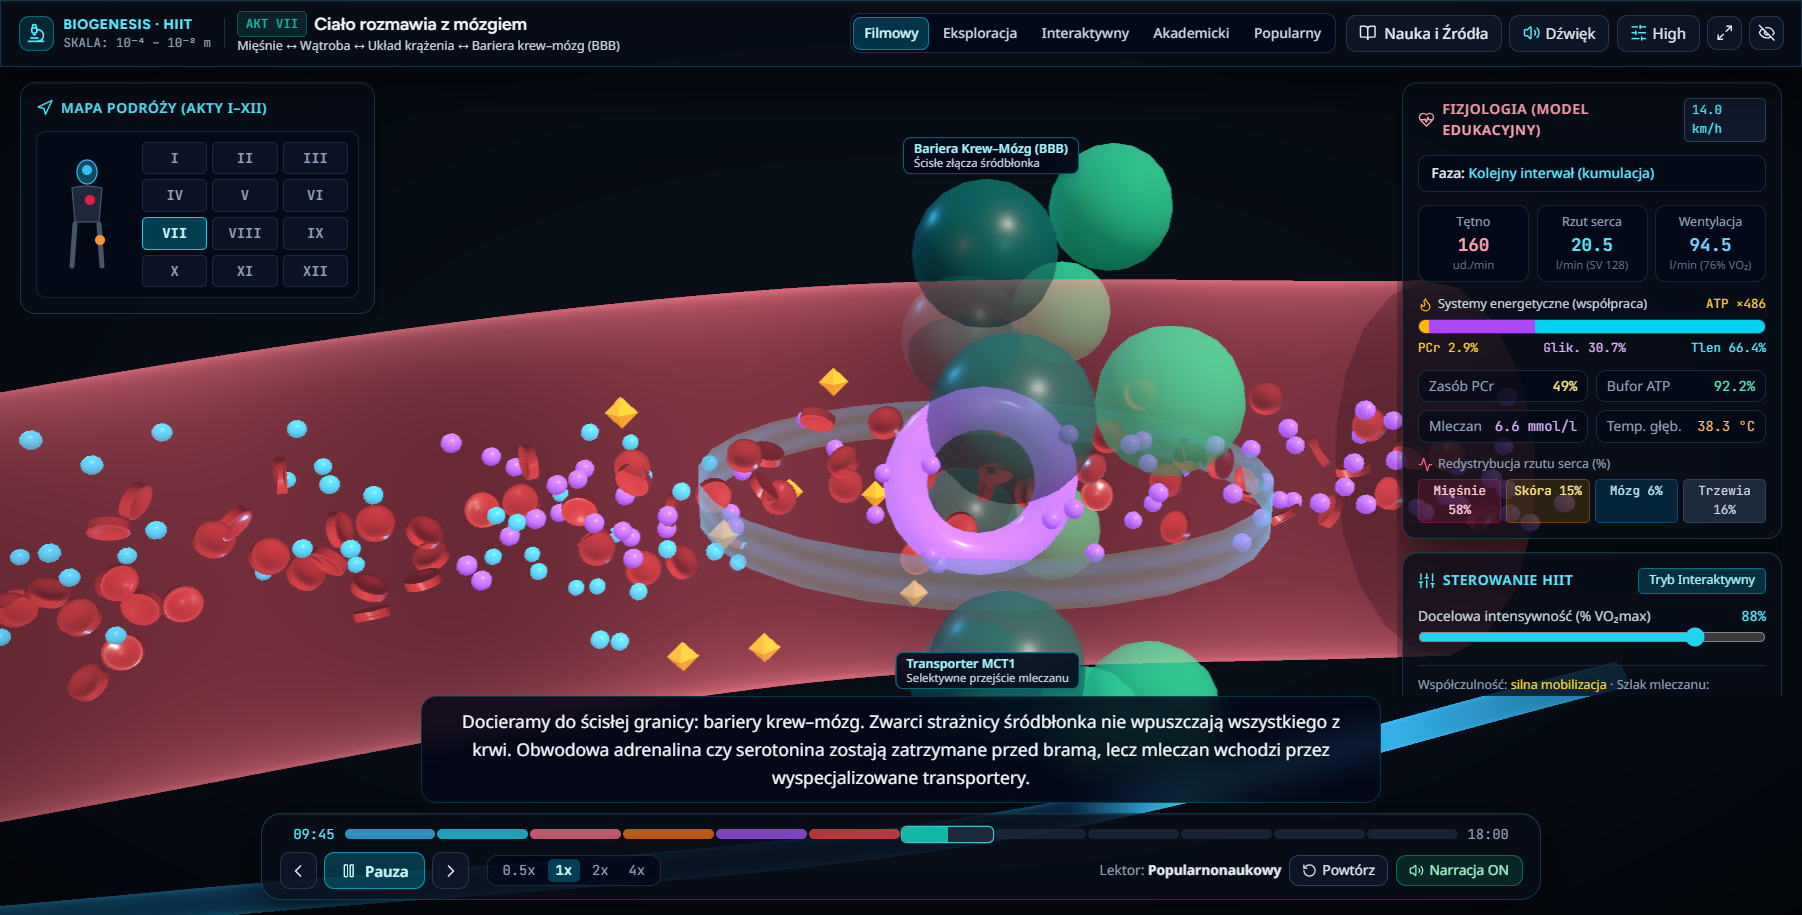 BIOGENESIS · HIIT
SKALA: 10⁻⁴ – 10⁻⁸ m
AKT VII Ciało rozmawia z mózgiem
Mięśnie ↔ Wątroba ↔ Układ krążenia ↔ Bariera krew–mózg (BBB)
Filmowy Eksploracja Interaktywny Akademicki Popularny
Nauka i Źródła Dźwięk High
MAPA PODRÓŻY (AKTY I–XII)
I II III
IV V VI
VII VIII IX
X XI XII
Bariera Krew–Mózg (BBB)
Ścisłe złącza śródbłonka
Transporter MCT1
Selektywne przejście mleczanu
FIZJOLOGIA (MODEL
EDUKACYJNY)
14.0
km/h
Faza: Kolejny interwał (kumulacja)
Tętno Rzut serca Wentylacja
160 20.5 94.5
ud./min l/min (SV 128) l/min (76% VO₂)
Systemy energetyczne (współpraca) ATP ×486
PCr 2.9% Glik. 30.7% Tlen 66.4%
Zasób PCr 49% Bufor ATP 92.2%
Mleczan 6.6 mmol/l Temp. głęb. 38.3 °C
Redystrybucja rzutu serca (%)
Mięśnie
58%
Skóra 15%
Mózg 6%
Trzewia
16%
STEROWANIE HIIT Tryb Interaktywny
Docelowa intensywność (% VO₂max) 88%
Współczulność: silna mobilizacja · Szlak mleczanu:
Docieramy do ścisłej granicy: bariery krew–mózg. Zwarci strażnicy śródbłonka nie wpuszczają wszystkiego z
krwi. Obwodowa adrenalina czy serotonina zostają zatrzymane przed bramą, lecz mleczan wchodzi przez
wyspecjalizowane transportery.
09:45 18:00
Pauza 0.5x 1x 2x 4x Lektor: Popularnonaukowy Powtórz Narracja ON